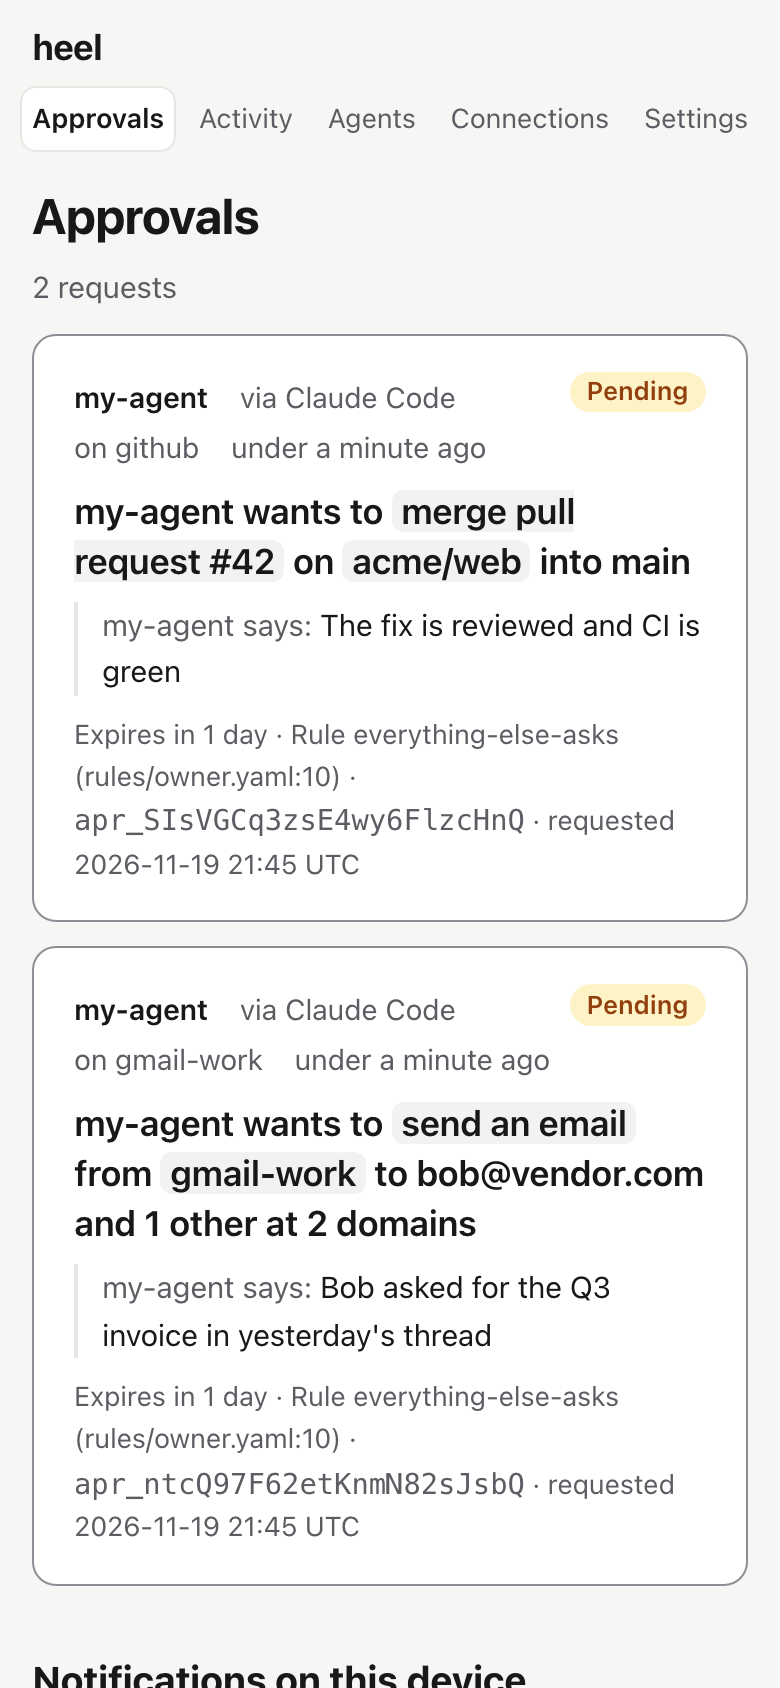 heel
Approvals Activity Agents Connections Settings
Approvals
2 requests
my-agent via Claude Code Pending
on github under a minute ago
my-agent wants to merge pull
request #42 on acme/web into main
my-agent says: The fix is reviewed and CI is
green
Expires in 1 day · Rule everything-else-asks
(rules/owner.yaml:10) ·
apr_SIsVGCq3zsE4wy6FlzcHnQ · requested
2026-11-19 21:45 UTC
my-agent via Claude Code Pending
on gmail-work under a minute ago
my-agent wants to send an email
from gmail-work to bob@vendor.com
and 1 other at 2 domains
my-agent says: Bob asked for the Q3
invoice in yesterday's thread
Expires in 1 day · Rule everything-else-asks
(rules/owner.yaml:10) ·
apr_ntcQ97F62etKnmN82sJsbQ · requested
2026-11-19 21:45 UTC
Notifications on this device